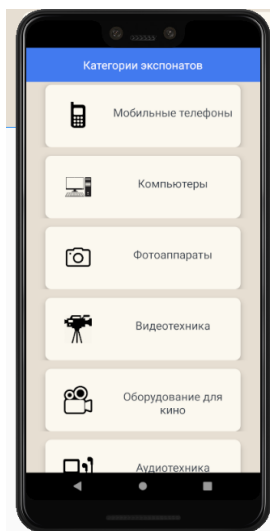 Категории экспонатов
Мобильные телефоны
Компьютеры
Фотоаппараты
Видеотехника
Оборудование для
кино
Аудиотехника